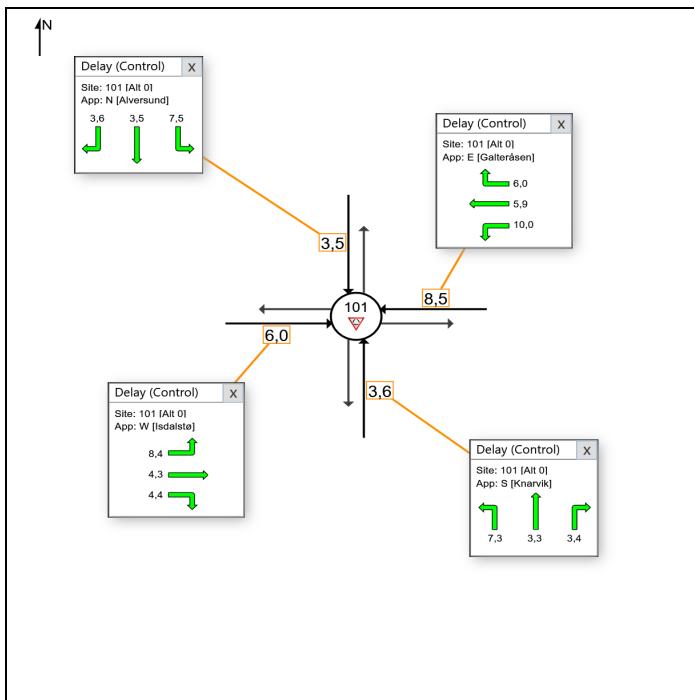 N
Delay (Control) X
Site: 101 [Alt 0]
App: N [Alversund]
3,6 3,5 7,5
Delay (Control) X
Site: 101 [Alt 0]
App: E [Galteråsen]
6,0
5,9
10,0
3,5
101
8,5
6,0
3,6
Delay (Control) X
Site: 101 [Alt 0]
App: W [Isdalstø]
8,4
4,3
4,4
Delay (Control) X
Site: 101 [Alt 0]
App: S [Knarvik]
7,3 3,3 3,4